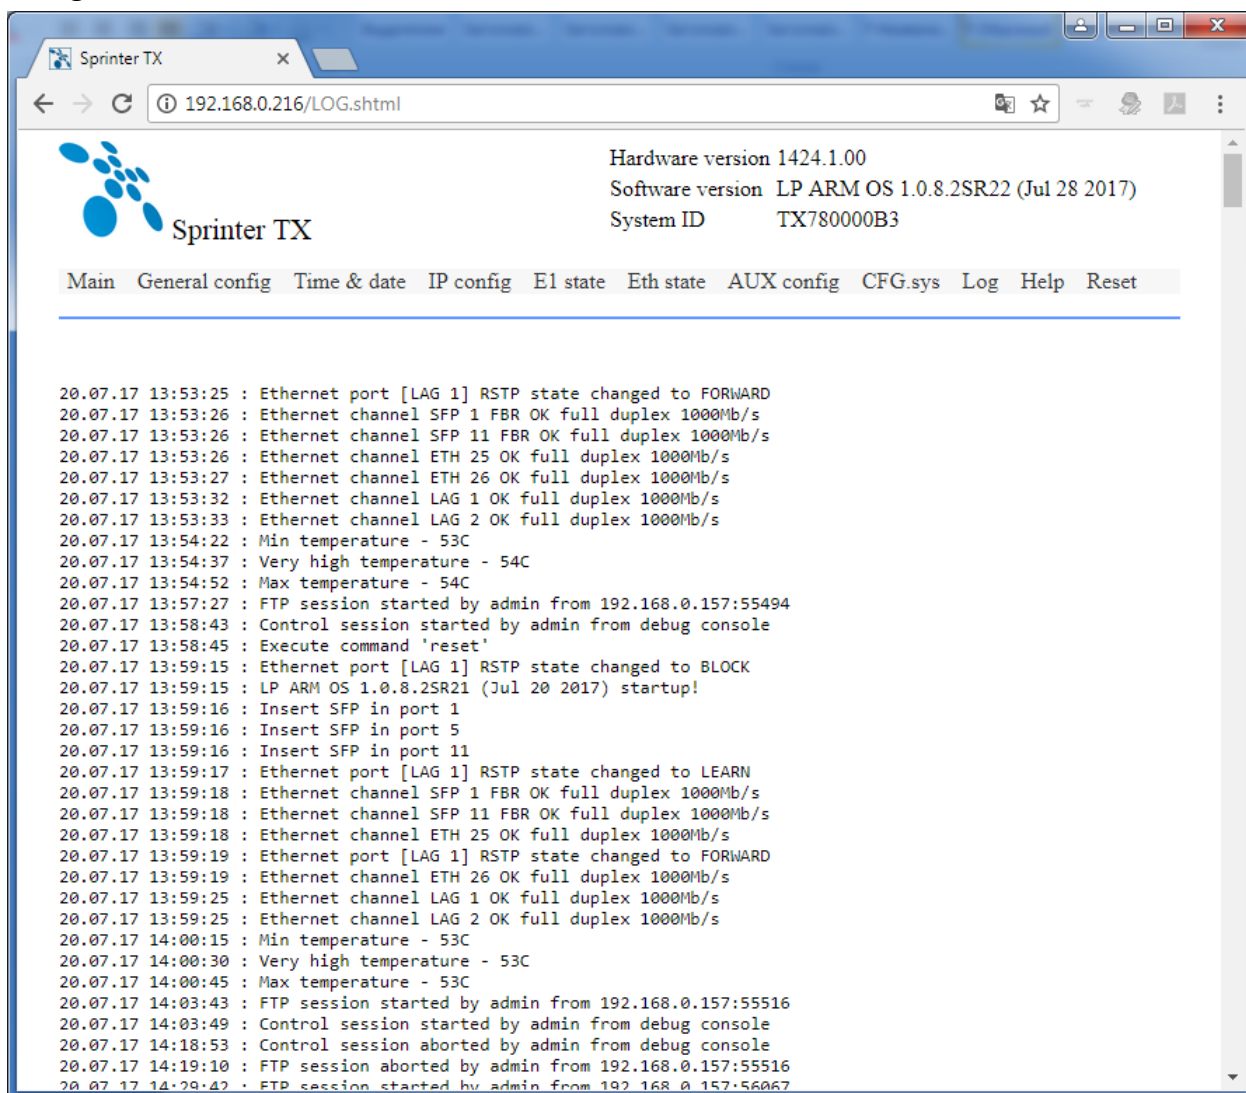 Sprinter TX
192.168.0.216/LOG.shtml
Hardware version 1424.1.00
Software version LP ARM OS 1.0.8.2SR22 (Jul 28 2017)
System ID TX780000B3
Sprinter TX
Main General config Time & date IP config E1 state Eth state AUX config CFG.sys Log Help Reset
20.07.17 13:53:25 : Ethernet port [LAG 1] RSTP state changed to FORWARD
20.07.17 13:53:26 : Ethernet channel SFP 1 FBR OK full duplex 1000Mb/s
20.07.17 13:53:26 : Ethernet channel SFP 11 FBR OK full duplex 1000Mb/s
20.07.17 13:53:26 : Ethernet channel ETH 25 OK full duplex 1000Mb/s
20.07.17 13:53:27 : Ethernet channel ETH 26 OK full duplex 1000Mb/s
20.07.17 13:53:32 : Ethernet channel LAG 1 OK full duplex 1000Mb/s
20.07.17 13:53:33 : Ethernet channel LAG 2 OK full duplex 1000Mb/s
20.07.17 13:54:22 : Min temperature - 53C
20.07.17 13:54:37 : Very high temperature - 54C
20.07.17 13:54:52 : Max temperature - 54C
20.07.17 13:57:27 : FTP session started by admin from 192.168.0.157:55494
20.07.17 13:58:43 : Control session started by admin from debug console
20.07.17 13:58:45 : Execute command 'reset'
20.07.17 13:59:15 : Ethernet port [LAG 1] RSTP state changed to BLOCK
20.07.17 13:59:15 : LP ARM OS 1.0.8.2SR21 (Jul 20 2017) startup!
20.07.17 13:59:16 : Insert SFP in port 1
20.07.17 13:59:16 : Insert SFP in port 5
20.07.17 13:59:16 : Insert SFP in port 11
20.07.17 13:59:17 : Ethernet port [LAG 1] RSTP state changed to LEARN
20.07.17 13:59:18 : Ethernet channel SFP 1 FBR OK full duplex 1000Mb/s
20.07.17 13:59:18 : Ethernet channel SFP 11 FBR OK full duplex 1000Mb/s
20.07.17 13:59:18 : Ethernet channel ETH 25 OK full duplex 1000Mb/s
20.07.17 13:59:19 : Ethernet port [LAG 1] RSTP state changed to FORWARD
20.07.17 13:59:19 : Ethernet channel ETH 26 OK full duplex 1000Mb/s
20.07.17 13:59:25 : Ethernet channel LAG 1 OK full duplex 1000Mb/s
20.07.17 13:59:25 : Ethernet channel LAG 2 OK full duplex 1000Mb/s
20.07.17 14:00:15 : Min temperature - 53C
20.07.17 14:00:30 : Very high temperature - 53C
20.07.17 14:00:45 : Max temperature - 53C
20.07.17 14:03:43 : FTP session started by admin from 192.168.0.157:55516
20.07.17 14:03:49 : Control session started by admin from debug console
20.07.17 14:18:53 : Control session aborted by admin from debug console
20.07.17 14:19:10 : FTP session aborted by admin from 192.168.0.157:55516
20.07.17 14:29:42 : FTP session started by admin from 192.168.0.157:56067